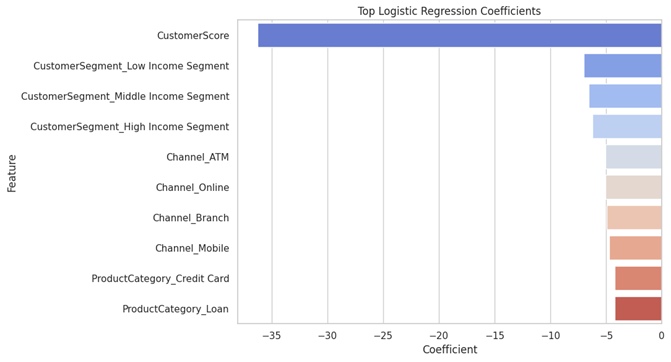 Top Logistic Regression Coefficients
Feature
CustomerScore
CustomerSegment_Low Income Segment
CustomerSegment_Middle Income Segment
CustomerSegment_High Income Segment
Channel_ATM
Channel_Online
Channel_Branch
Channel_Mobile
ProductCategory_Credit Card
ProductCategory_Loan
−35 −30 −25 −20 −15 −10 −5 0
Coefficient